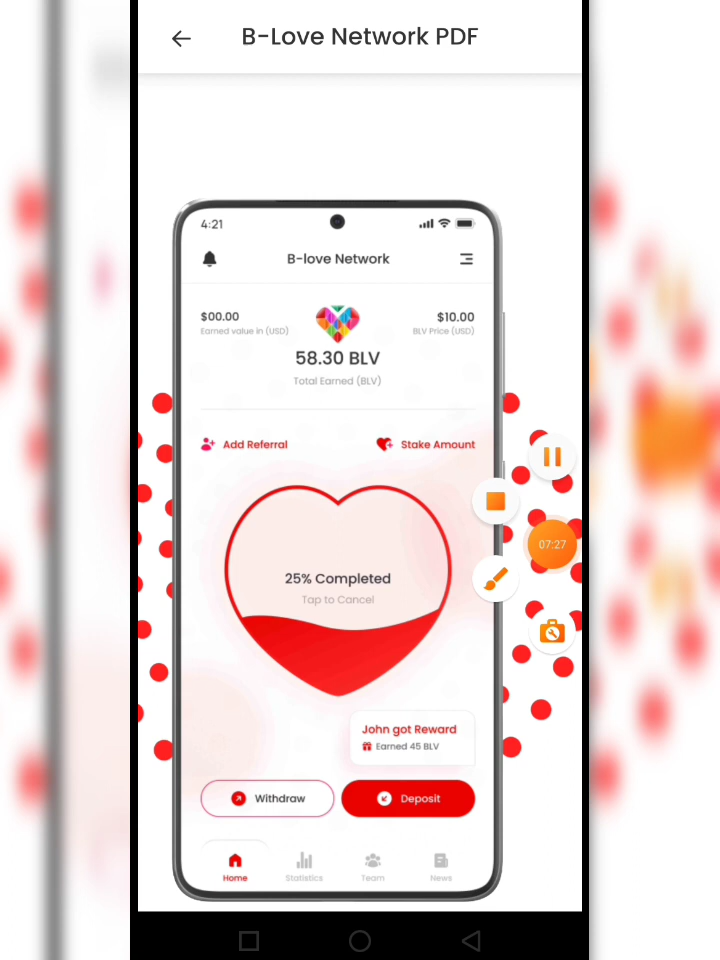 B-Love Network PDF
4:21
B-love Network
$00.00
$10.00
Earned value in (USD)
BLV Price (USD)
58.30 BLV
Total Earned (BLV)
Add Referral
Stake Amount
25% Completed
Tap to Cancel
07:27
John got Reward
Earned 45 BLV
Withdraw
Deposit
Home
Statistics
Team
News